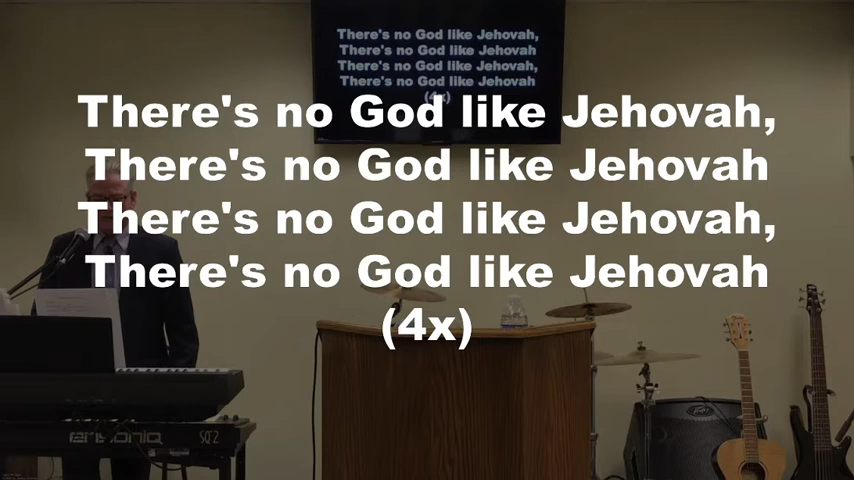 There's no God like Jehovah,
There's no God like Jehovah
There's no God like Jehovah,
There's no God like Jehovah
(4x)
There's no God like Jehovah,
There's no God like Jehovah
There's no God like Jehovah,
There's no God like Jehovah
(4x)
ensoniq SQ2
PEAVEY